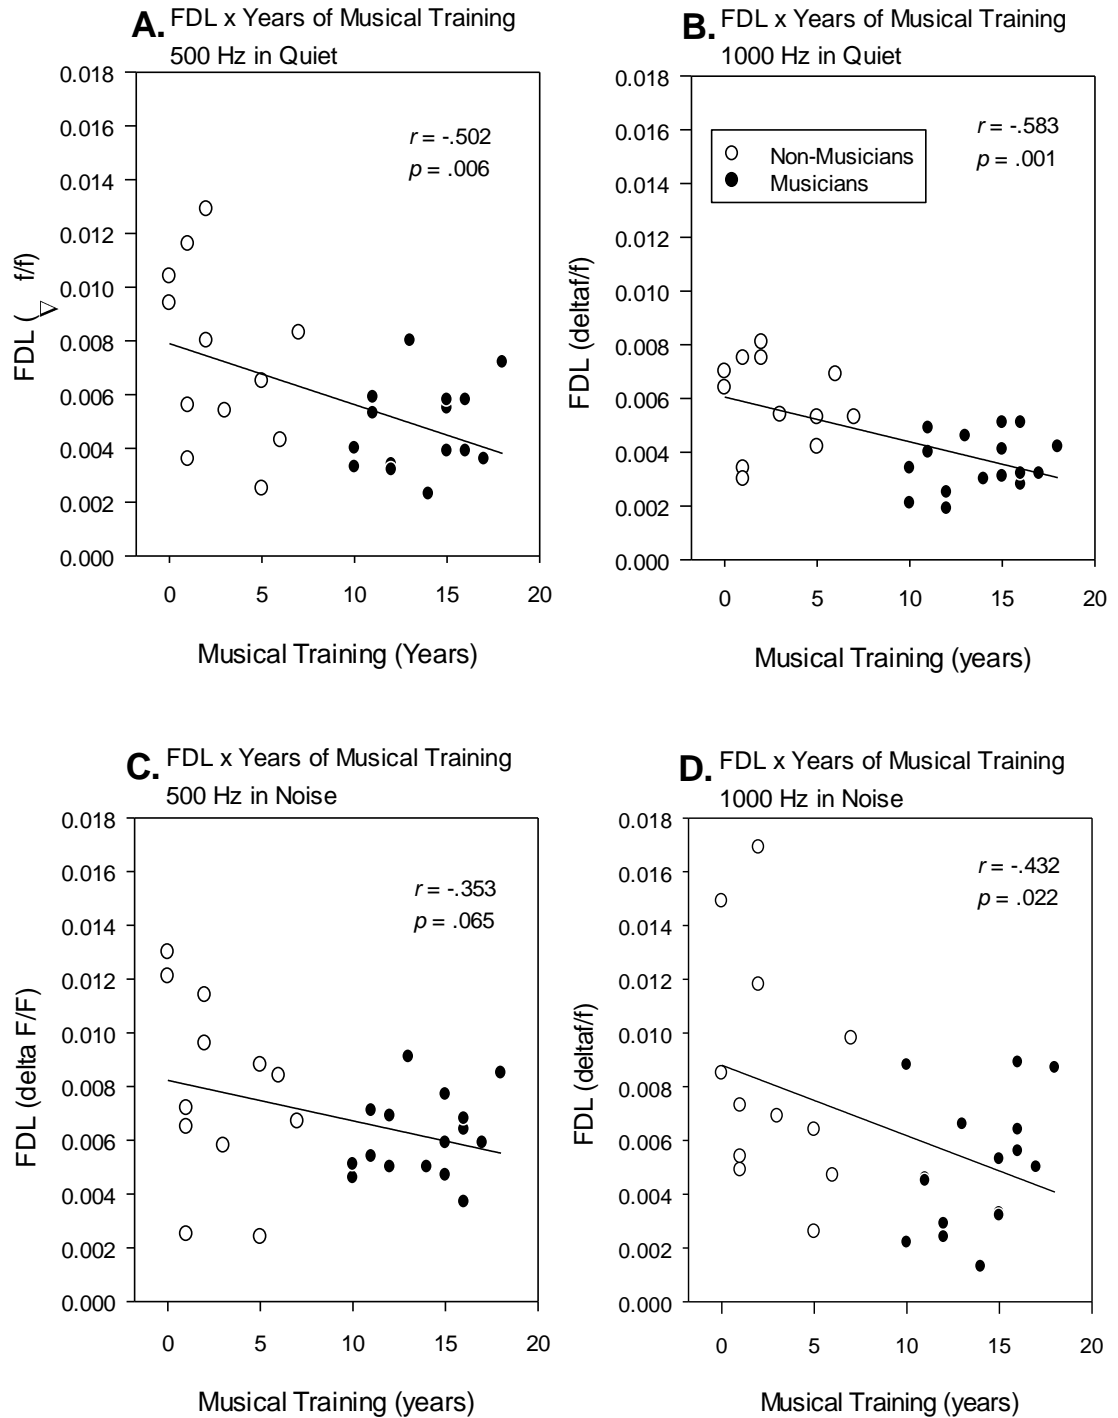 A. FDL x Years of Musical Training
500 Hz in Quiet
0.018
0.016
0.014
0.012
0.010
0.008
0.006
0.004
0.002
0.000
r = -.502
p = .006
FDL (▽ f/f)
0 5 10 15 20
Musical Training (Years)
B. FDL x Years of Musical Training
1000 Hz in Quiet
0.018
0.016
0.014
0.012
0.010
0.008
0.006
0.004
0.002
0.000
r = -.583
p = .001
Non-Musicians
Musicians
FDL (deltaf/f)
0 5 10 15 20
Musical Training (years)
C. FDL x Years of Musical Training
500 Hz in Noise
0.018
0.016
0.014
0.012
0.010
0.008
0.006
0.004
0.002
0.000
r = -.353
p = .065
FDL (delta F/F)
0 5 10 15 20
Musical Training (years)
D. FDL x Years of Musical Training
1000 Hz in Noise
0.018
0.016
0.014
0.012
0.010
0.008
0.006
0.004
0.002
0.000
r = -.432
p = .022
FDL (deltaf/f)
0 5 10 15 20
Musical Training (years)